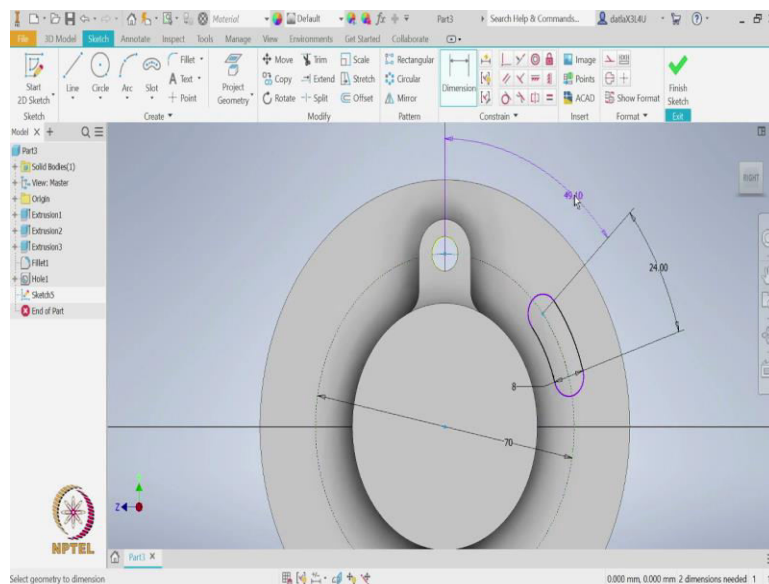 Material Default fx Part3 Search Help & Commands... datlaX3L4U
File 3D Model Sketch Annotate Inspect Tools Manage View Environments Get Started Collaborate
Start 2D Sketch Line Circle Arc Slot Fillet Text Point Project Geometry Move Copy Rotate Trim Extend Split Scale Stretch Offset Rectangular Circular Mirror Dimension Image Points ACAD Show Format Finish Sketch
Sketch Create Modify Pattern Constrain Insert Format Exit
Model X +
Part3
Solid Bodies(1)
View: Master
Origin
Extrusion1
Extrusion2
Extrusion3
Fillet1
Hole1
Sketch5
End of Part
RIGHT
49.10
24.00
8
70
Z
NPTEL
Part3 X
Select geometry to dimension 0.000 mm, 0.000 mm 2 dimensions needed 1